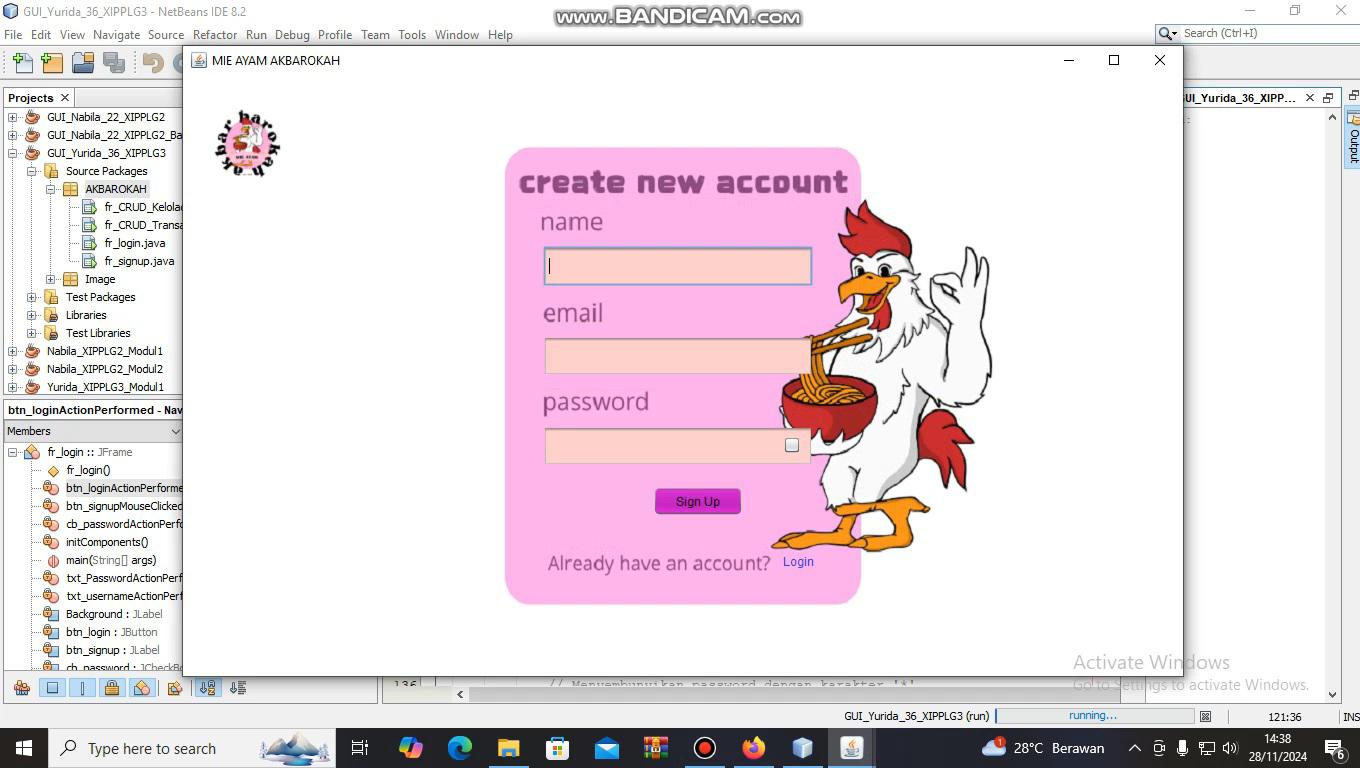 GUI_Yurida_36_XIPPLG3 - NetBeans IDE 8.2
www.BANDICAM.com
File Edit View Navigate Source Refactor Run Debug Profile Team Tools Window Help
Search (Ctrl+I)
MIE AYAM AKBAROKAH
Projects
GUI_Yurida_36_XIPP...
Output
GUI_Nabila_22_XIPPLG2
GUI_Nabila_22_XIPPLG2_Ba
GUI_Yurida_36_XIPPLG3
Source Packages
AKBAROKAH
fr_CRUD_Kelola
fr_CRUD_Transa
fr_login.java
fr_signup.java
Image
Test Packages
Libraries
Test Libraries
Nabila_XIPPLG2_Modul1
Nabila_XIPPLG2_Modul2
Yurida_XIPPLG3_Modul1
akbar barokah
MIE AYAM
create new account
name
email
password
Sign Up
Already have an account? Login
btn_loginActionPerformed - Nav
Members
fr_login :: JFrame
fr_login()
btn_loginActionPerforme
btn_signupMouseClicked
cb_passwordActionPerfo
initComponents()
main(String[] args)
txt_PasswordActionPerf
txt_usernameActionPerf
Background : JLabel
btn_login : JButton
btn_signup : JLabel
cb_password : JCheckBo
136
// Menyembunyikan password dengan karakter '*'
Activate Windows
Go to Settings to activate Windows.
GUI_Yurida_36_XIPPLG3 (run)
running...
121:36
INS
Type here to search
28°C Berawan
14:38
28/11/2024
6